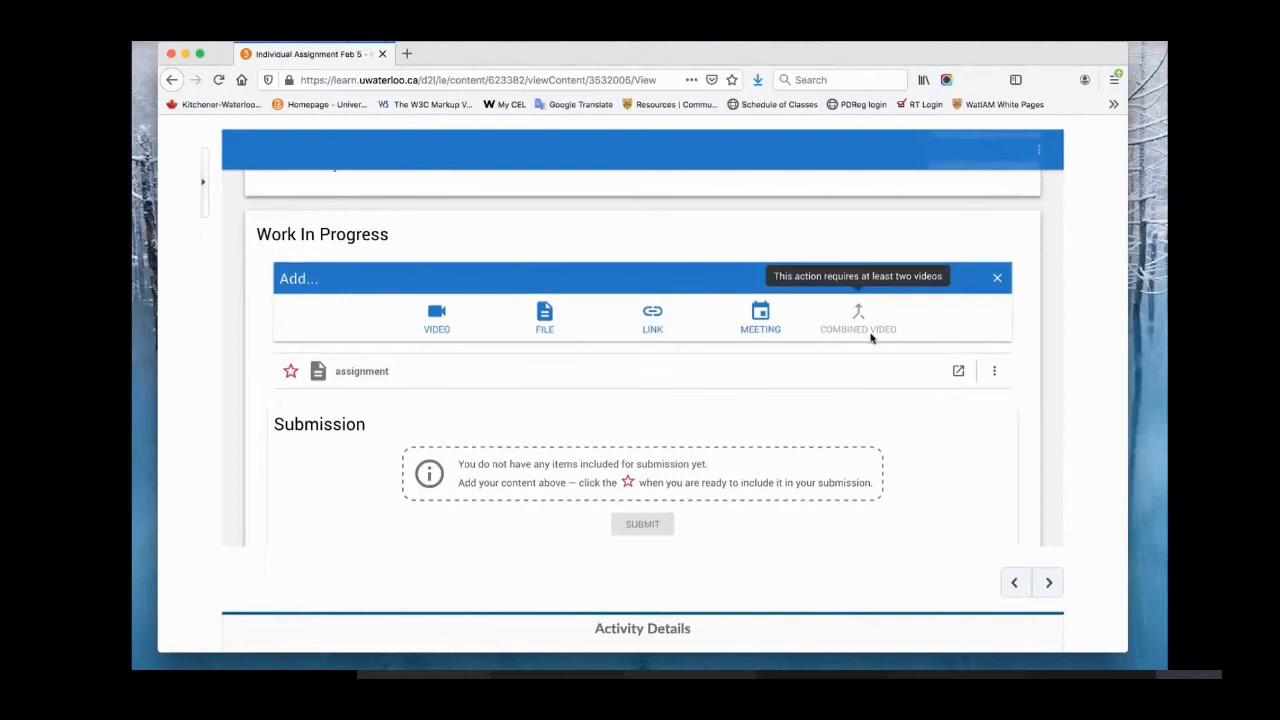 Individual Assignment Feb 5 -
https://learn.uwaterloo.ca/d2l/le/content/623382/viewContent/3532005/View
Search
Kitchener-Waterloo... Homepage - Univer... The W3C Markup V... My CEL Google Translate Resources | Commu... Schedule of Classes PDReg login RT Login WatIAM White Pages
Work In Progress
This action requires at least two videos
Add...
VIDEO FILE LINK MEETING COMBINED VIDEO
assignment
Submission
You do not have any items included for submission yet.
Add your content above — click the ☆ when you are ready to include it in your submission.
SUBMIT
Activity Details